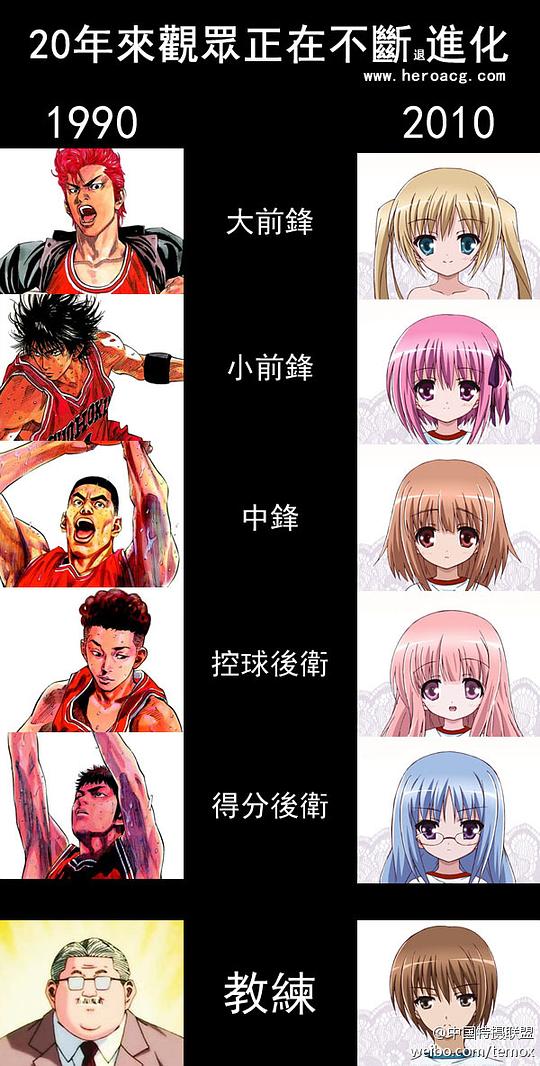 20年來觀眾正在不斷退進化
www.heroacg.com
1990
2010
大前鋒
小前鋒
SHOHOKU
中鋒
控球後衛
得分後衛
教練
@中国特摄联盟
weibo.com/temox